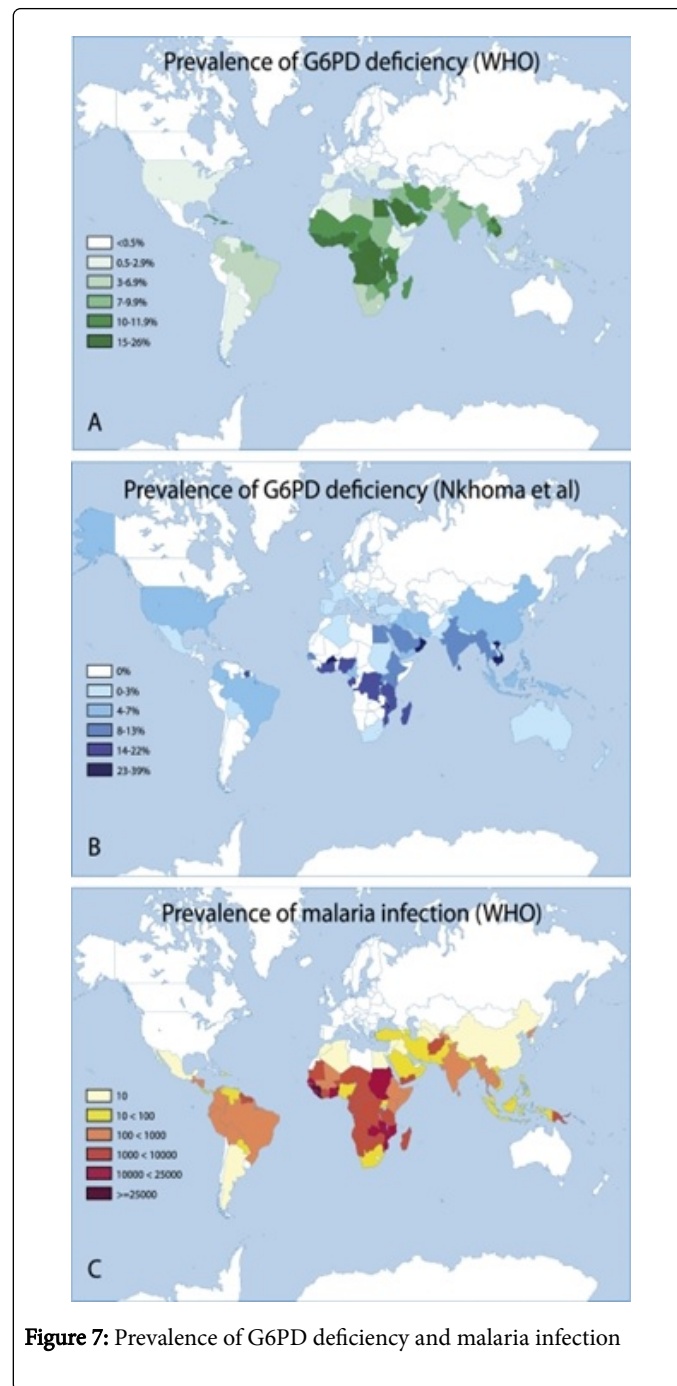 Prevalence of G6PD deficiency (WHO)
<0.5%
0.5-2.9%
3-6.9%
7-9.9%
10-11.9%
15-26%
A
Prevalence of G6PD deficiency (Nkhoma et al)
0%
0-3%
4-7%
8-13%
14-22%
23-39%
B
Prevalence of malaria infection (WHO)
10
10 < 100
100 < 1000
1000 < 10000
10000 < 25000
>=25000
C
Figure 7: Prevalence of G6PD deficiency and malaria infection